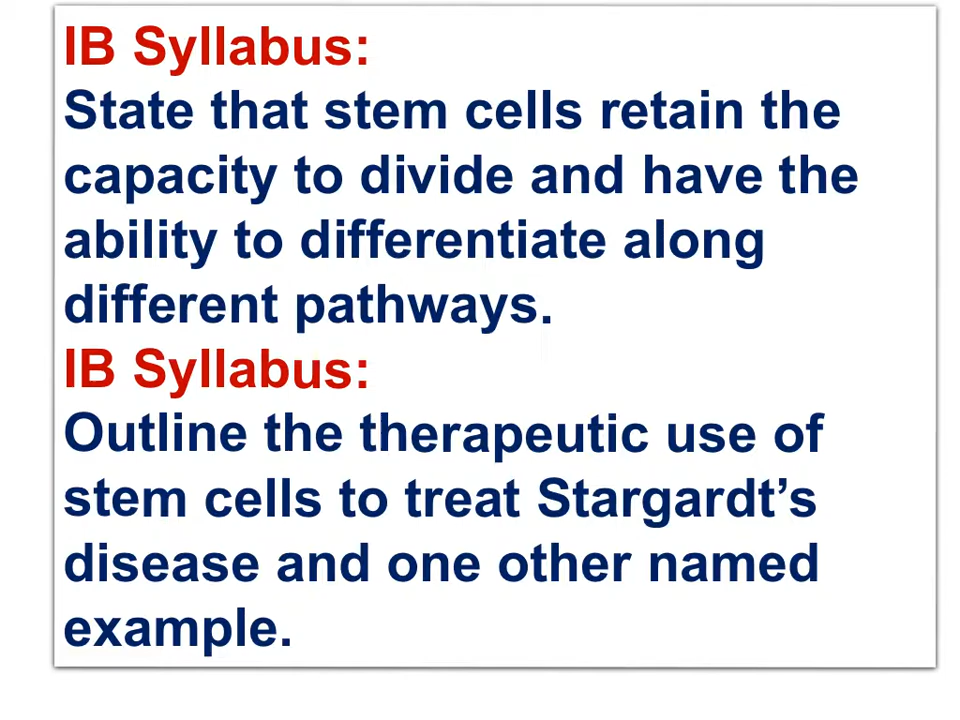 IB Syllabus:
State that stem cells retain the
capacity to divide and have the
ability to differentiate along
different pathways.
IB Syllabus:
Outline the therapeutic use of
stem cells to treat Stargardt’s
disease and one other named
example.